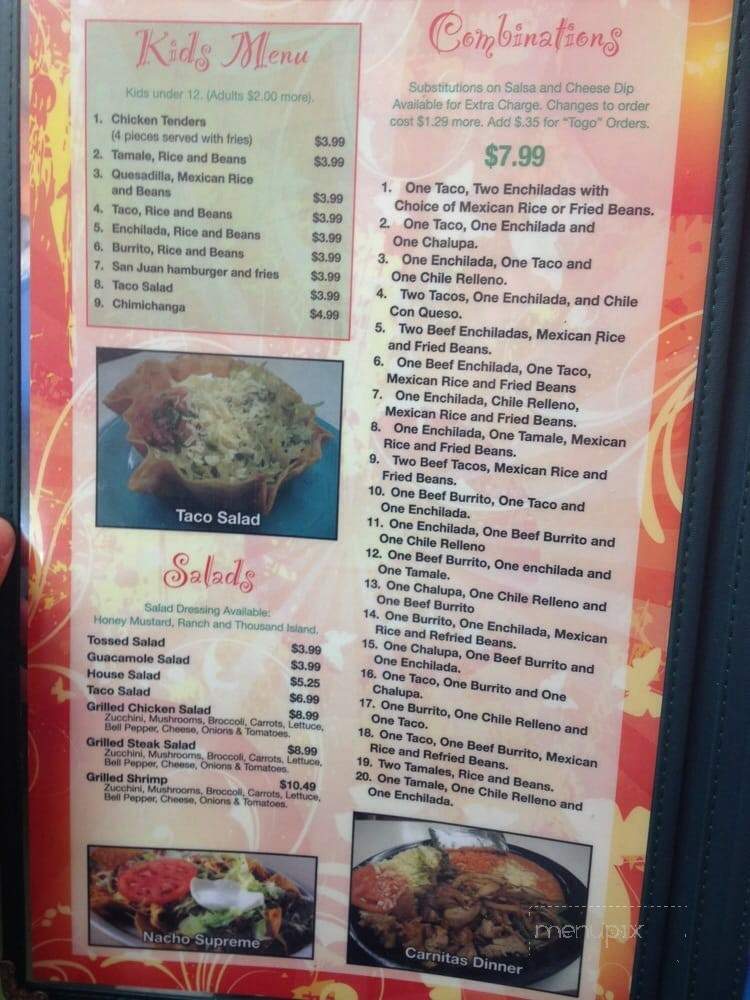 Kids Menu
Kids under 12. (Adults $2.00 more).
1. Chicken Tenders
(4 pieces served with fries) $3.99
2. Tamale, Rice and Beans $3.99
3. Quesadilla, Mexican Rice
and Beans $3.99
4. Taco, Rice and Beans $3.99
5. Enchilada, Rice and Beans $3.99
6. Burrito, Rice and Beans $3.99
7. San Juan hamburger and fries $3.99
8. Taco Salad $3.99
9. Chimichanga $4.99
Taco Salad
Salads
Salad Dressing Available:
Honey Mustard, Ranch and Thousand Island.
Tossed Salad $3.99
Guacamole Salad $3.99
House Salad $5.25
Taco Salad $6.99
Grilled Chicken Salad $8.99
Zucchini, Mushrooms, Broccoli, Carrots, Lettuce,
Bell Pepper, Cheese, Onions & Tomatoes.
Grilled Steak Salad $8.99
Zucchini, Mushrooms, Broccoli, Carrots, Lettuce,
Bell Pepper, Cheese, Onions & Tomatoes.
Grilled Shrimp $10.49
Zucchini, Mushrooms, Broccoli, Carrots, Lettuce,
Bell Pepper, Cheese, Onions & Tomatoes.
Nacho Supreme
Combinations
Substitutions on Salsa and Cheese Dip
Available for Extra Charge. Changes to order
cost $1.29 more. Add $.35 for "Togo" Orders.
$7.99
1. One Taco, Two Enchiladas with
Choice of Mexican Rice or Fried Beans.
2. One Taco, One Enchilada and
One Chalupa.
3. One Enchilada, One Taco and
One Chile Relleno.
4. Two Tacos, One Enchilada, and Chile
Con Queso.
5. Two Beef Enchiladas, Mexican Rice
and Fried Beans.
6. One Beef Enchilada, One Taco,
Mexican Rice and Fried Beans
7. One Enchilada, Chile Relleno,
Mexican Rice and Fried Beans.
8. One Enchilada, One Tamale, Mexican
Rice and Fried Beans.
9. Two Beef Tacos, Mexican Rice and
Fried Beans.
10. One Beef Burrito, One Taco and
One Enchilada.
11. One Enchilada, One Beef Burrito and
One Chile Relleno
12. One Beef Burrito, One enchilada and
One Tamale.
13. One Chalupa, One Chile Relleno and
One Beef Burrito
14. One Burrito, One Enchilada, Mexican
Rice and Refried Beans.
15. One Chalupa, One Beef Burrito and
One Enchilada.
16. One Taco, One Burrito and One
Chalupa.
17. One Burrito, One Chile Relleno and
One Taco.
18. One Taco, One Beef Burrito, Mexican
Rice and Refried Beans.
19. Two Tamales, Rice and Beans.
20. One Tamale, One Chile Relleno and
One Enchilada.
menupix
Carnitas Dinner